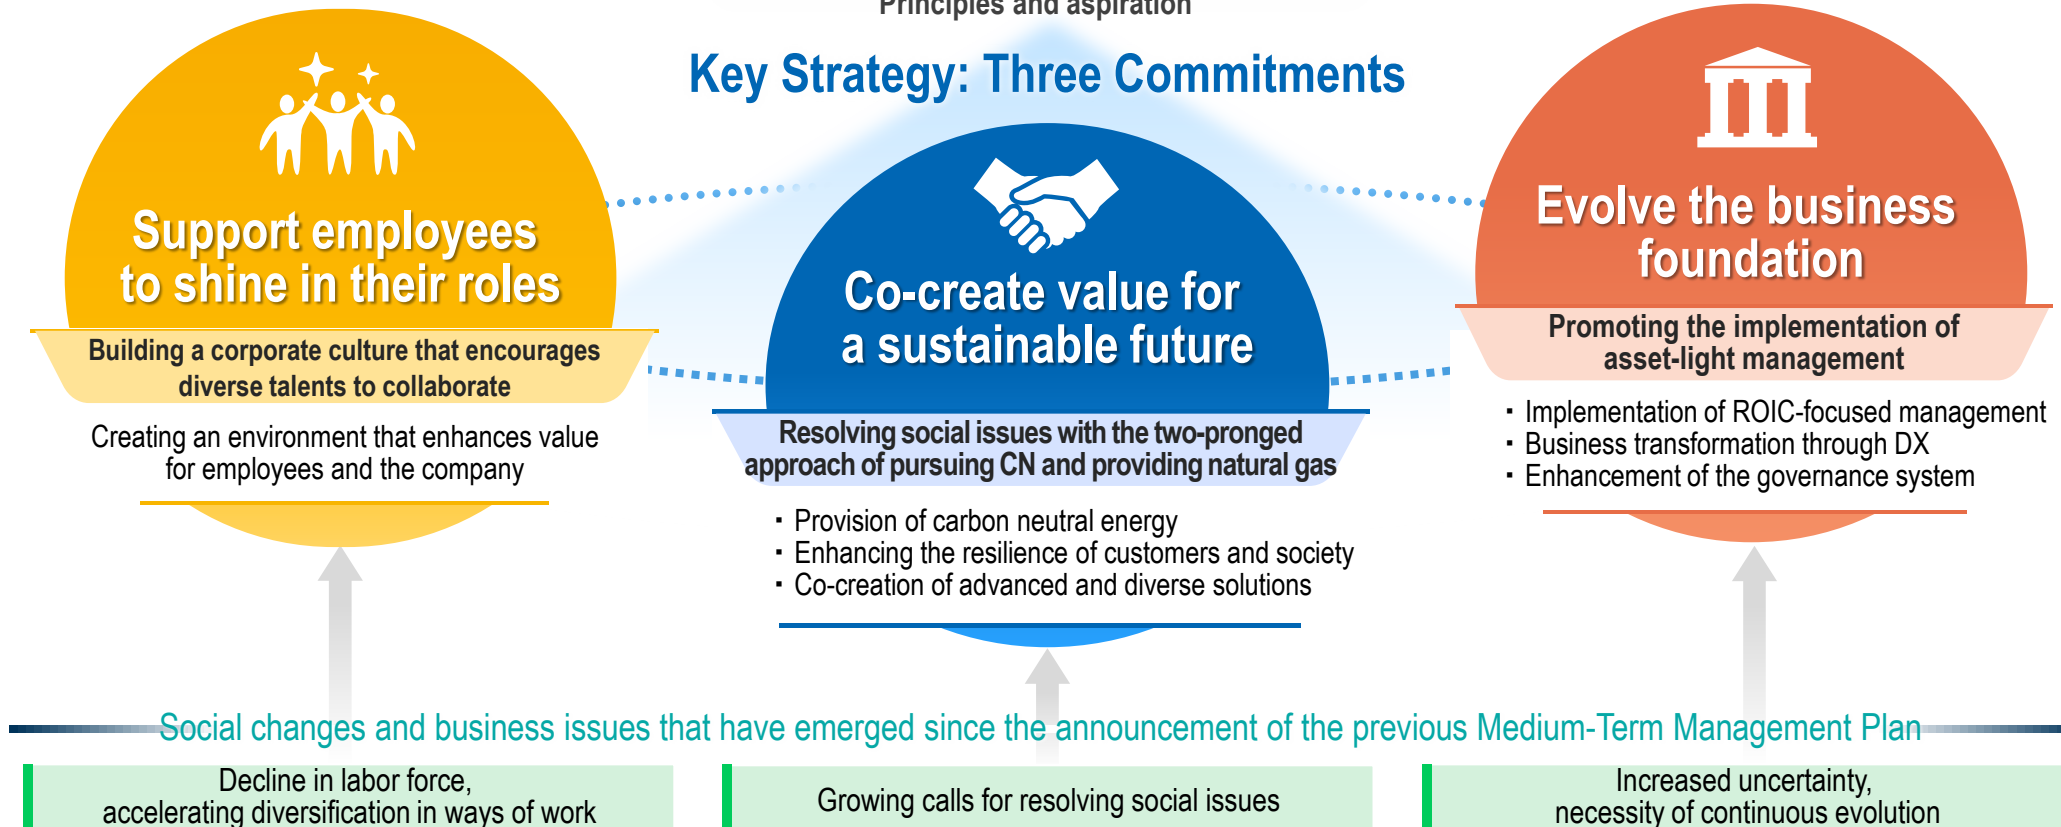 Principles and aspiration
Key Strategy: Three Commitments
Support employees
to shine in their roles
Building a corporate culture that encourages
diverse talents to collaborate
Creating an environment that enhances value
for employees and the company
Co-create value for
a sustainable future
Resolving social issues with the two-pronged
approach of pursuing CN and providing natural gas
▪ Provision of carbon neutral energy
▪ Enhancing the resilience of customers and society
▪ Co-creation of advanced and diverse solutions
Evolve the business
foundation
Promoting the implementation of
asset-light management
▪ Implementation of ROIC-focused management
▪ Business transformation through DX
▪ Enhancement of the governance system
Social changes and business issues that have emerged since the announcement of the previous Medium-Term Management Plan
Decline in labor force,
accelerating diversification in ways of work
Growing calls for resolving social issues
Increased uncertainty,
necessity of continuous evolution